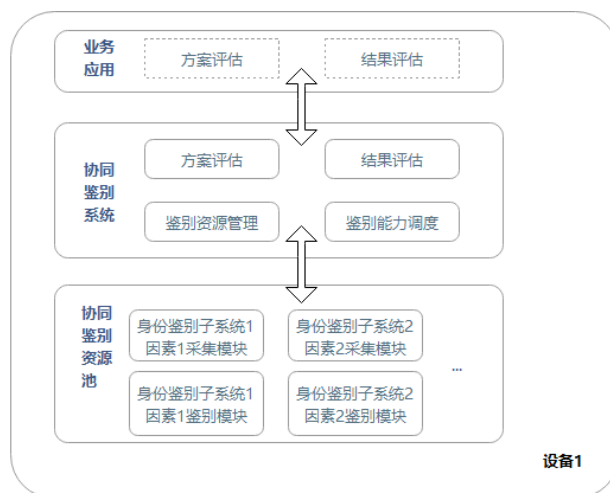 业务
应用
方案评估
结果评估
协同
鉴别
系统
方案评估
结果评估
鉴别资源管理
鉴别能力调度
协同
鉴别
资源
池
身份鉴别子系统1
因素1采集模块
身份鉴别子系统2
因素2采集模块
身份鉴别子系统1
因素1鉴别模块
身份鉴别子系统2
因素2鉴别模块
...
设备1